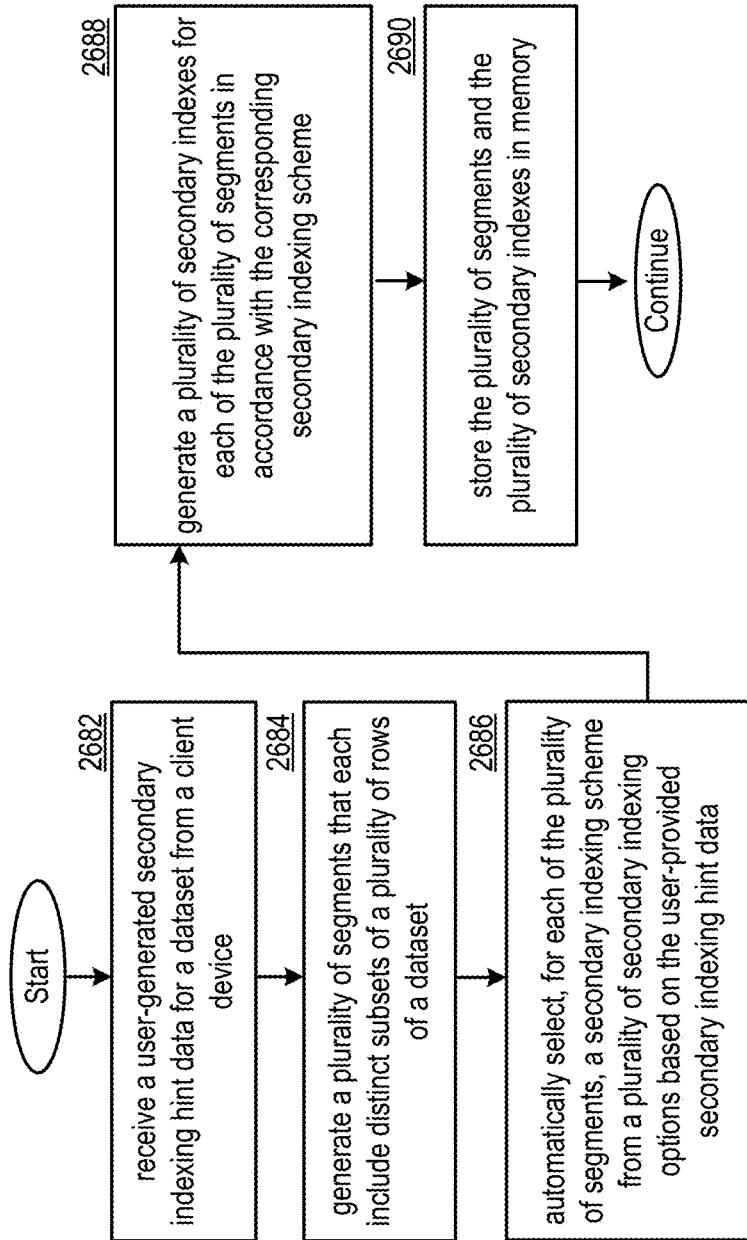 Start
2682
receive a user-generated secondary
indexing hint data for a dataset from a client
device
2684
generate a plurality of segments that each
include distinct subsets of a plurality of rows
of a dataset
2686
automatically select, for each of the plurality
of segments, a secondary indexing scheme
from a plurality of secondary indexing
options based on the user-provided
secondary indexing hint data
2688
generate a plurality of secondary indexes for
each of the plurality of segments in
accordance with the corresponding
secondary indexing scheme
2690
store the plurality of segments and the
plurality of secondary indexes in memory
Continue